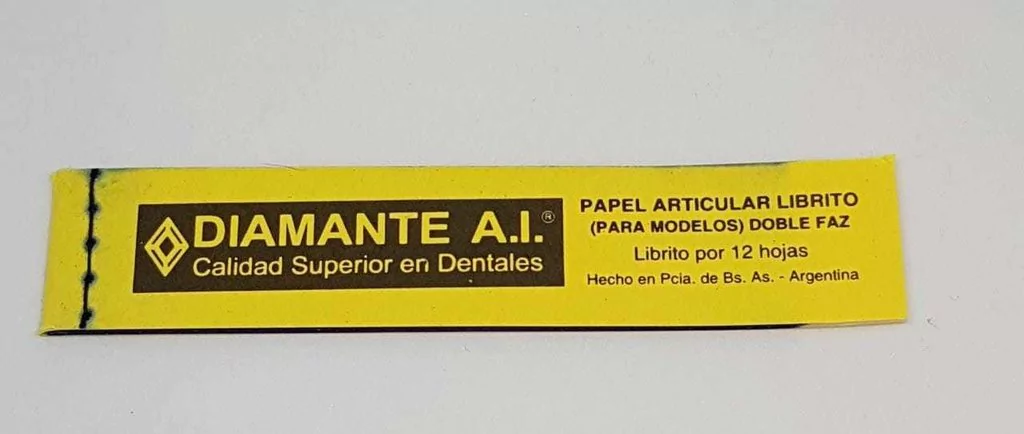 DIAMANTE A.I.®
Calidad Superior en Dentales
PAPEL ARTICULAR LIBRITO
(PARA MODELOS) DOBLE FAZ
Librito por 12 hojas
Hecho en Pcia. de Bs. As. - Argentina